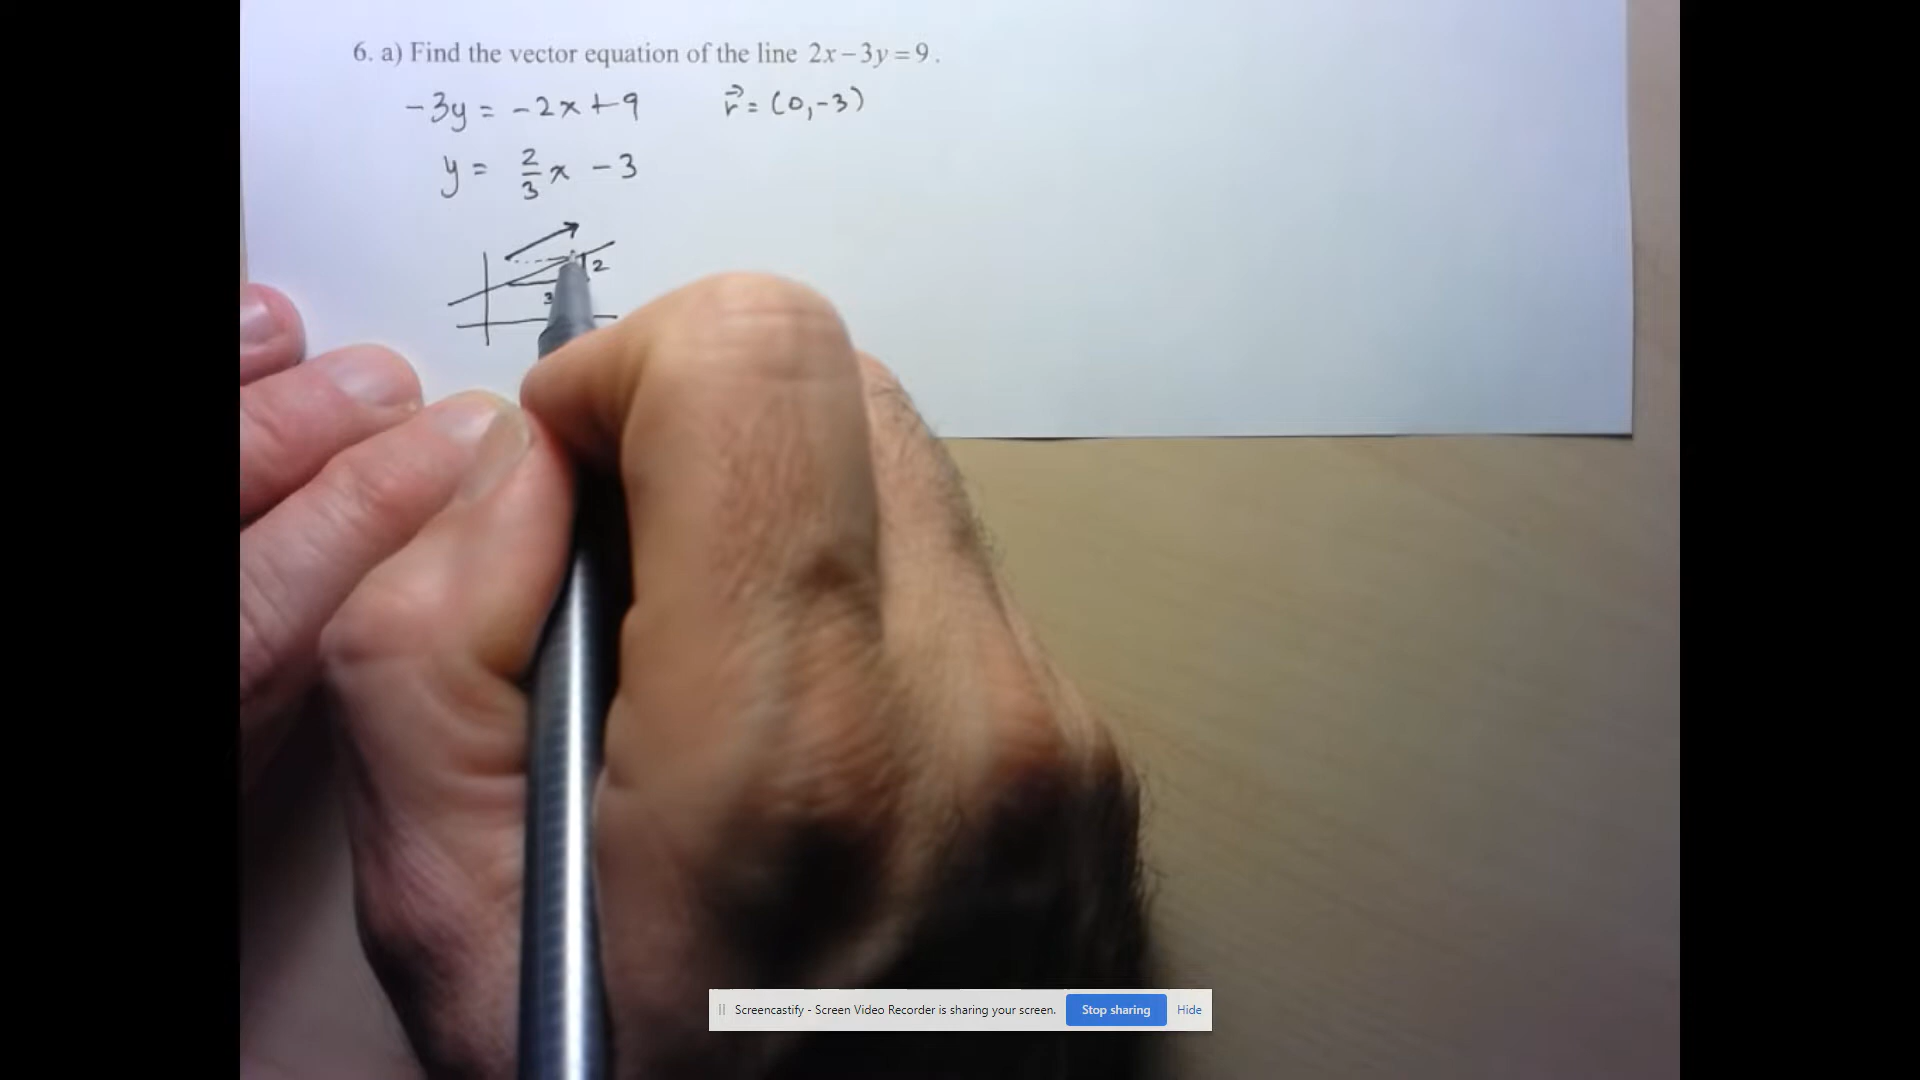 6. a) Find the vector equation of the line 2x−3y=9.
-3y = -2x+9
r⃗ = (0,-3)
y = 2/3 x - 3
2
3
Screencastify - Screen Video Recorder is sharing your screen. Stop sharing Hide